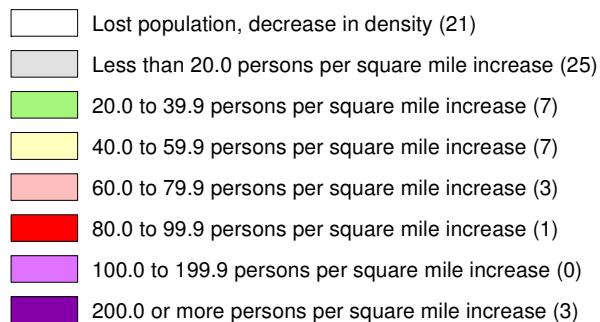 Lost population, decrease in density (21)
Less than 20.0 persons per square mile increase (25)
20.0 to 39.9 persons per square mile increase (7)
40.0 to 59.9 persons per square mile increase (7)
60.0 to 79.9 persons per square mile increase (3)
80.0 to 99.9 persons per square mile increase (1)
100.0 to 199.9 persons per square mile increase (0)
200.0 or more persons per square mile increase (3)